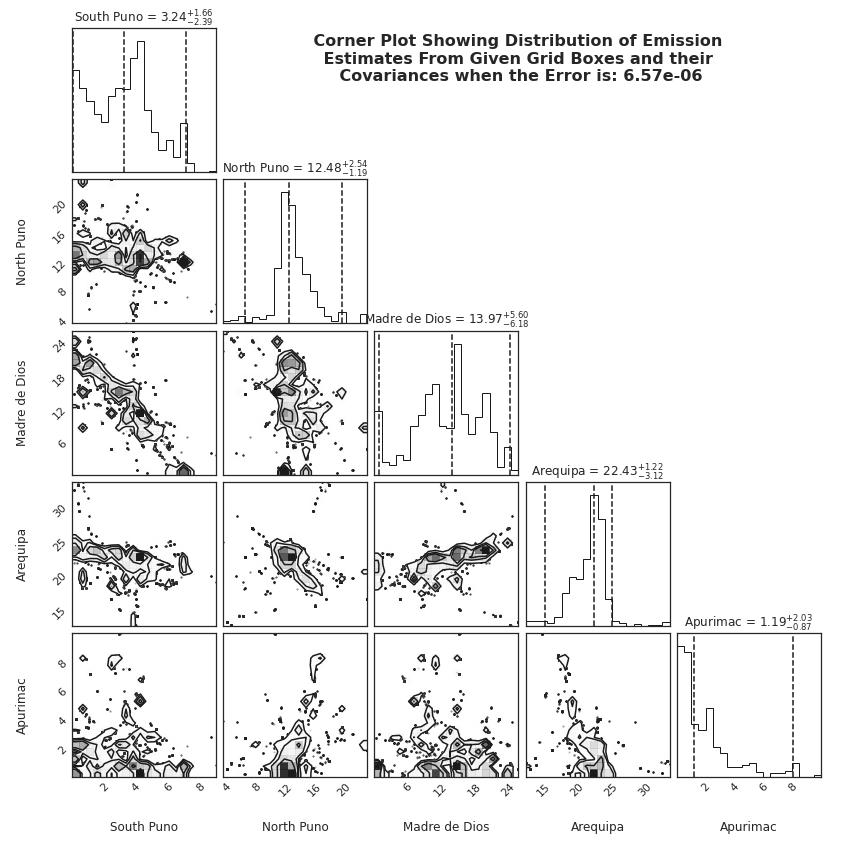 South Puno = 3.24+1.66−2.39
Corner Plot Showing Distribution of Emission
Estimates From Given Grid Boxes and their
Covariances when the Error is: 6.57e-06
North Puno = 12.48+2.54−1.19
North Puno
20
16
12
8
4
Madre de Dios = 13.97+5.60−6.18
Madre de Dios
24
18
12
6
Arequipa = 22.43+1.22−3.12
Arequipa
30
25
20
15
Apurimac = 1.19+2.03−0.87
Apurimac
8
6
4
2
2 4 6 8 4 8 12 16 20 6 12 18 24 15 20 25 30 2 4 6 8
South Puno North Puno Madre de Dios Arequipa Apurimac